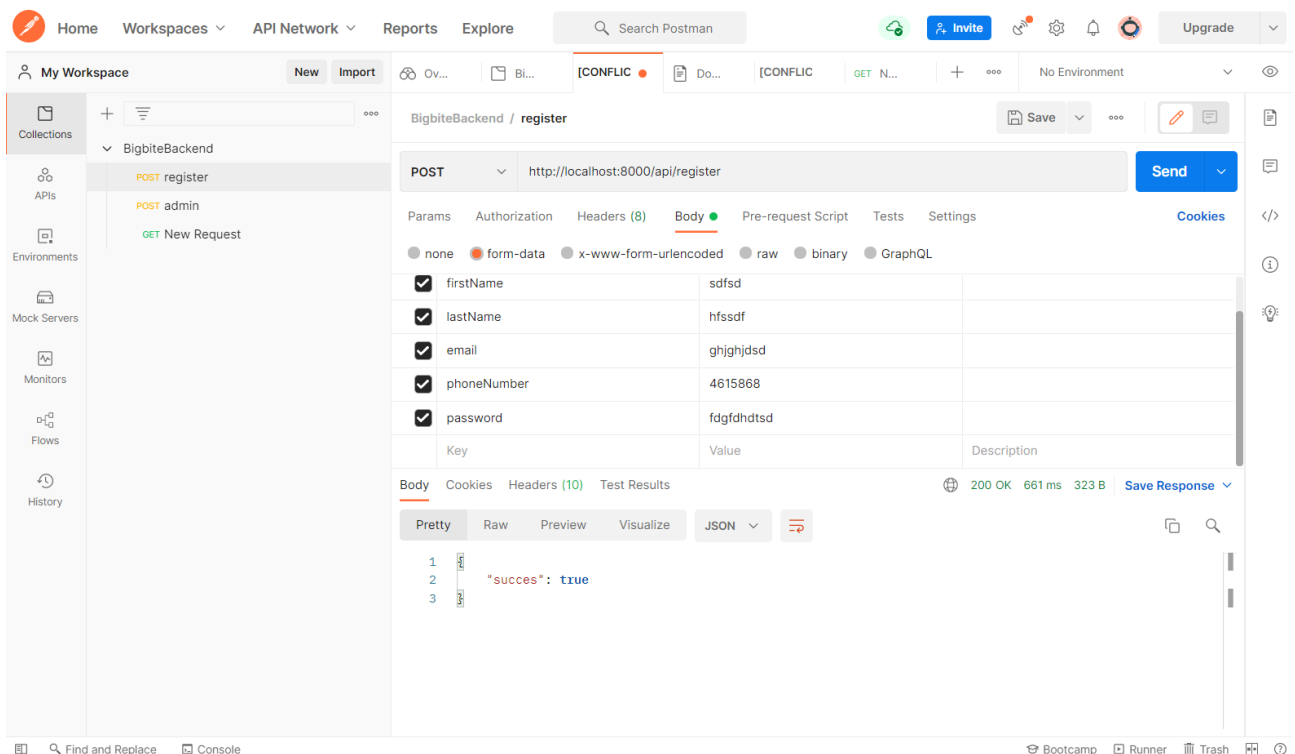 Home Workspaces API Network Reports Explore Search Postman Invite Upgrade
My Workspace New Import Ov... Bi... [CONFLIC Do... [CONFLIC GET N... No Environment
Collections
APIs
Environments
Mock Servers
Monitors
Flows
History
BigbiteBackend
POST register
POST admin
GET New Request
BigbiteBackend / register Save
POST http://localhost:8000/api/register Send
Params Authorization Headers (8) Body Pre-request Script Tests Settings Cookies
none form-data x-www-form-urlencoded raw binary GraphQL
firstName sdfsd
lastName hfssdf
email ghjghjdsd
phoneNumber 4615868
password fdgfdhdtsd
Key Value Description
Body Cookies Headers (10) Test Results 200 OK 661 ms 323 B Save Response
Pretty Raw Preview Visualize JSON
1 {
2 "succes": true
3 }
Find and Replace Console Bootcamp Runner Trash